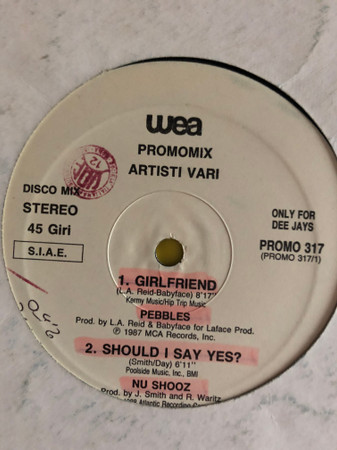 wea
PROMOMIX
ARTISTI VARI
DISCO MIX
STEREO
45 Giri
S.I.A.E.
ONLY FOR
DEE JAYS
PROMO 317
(PROMO 317/1)
1. GIRLFRIEND
(L.A. Reid-Babyface) 8'17"
Kermy Music/Hip Trip Music
PEBBLES
Prod. by L.A. Reid & Babyface for Laface Prod.
Ⓟ 1987 MCA Records, Inc.
2. SHOULD I SAY YES?
(Smith/Day) 6'11"
Poolside Music, Inc., BMI
NU SHOOZ
Prod. by J. Smith and R. Waritz
Atlantic Recording